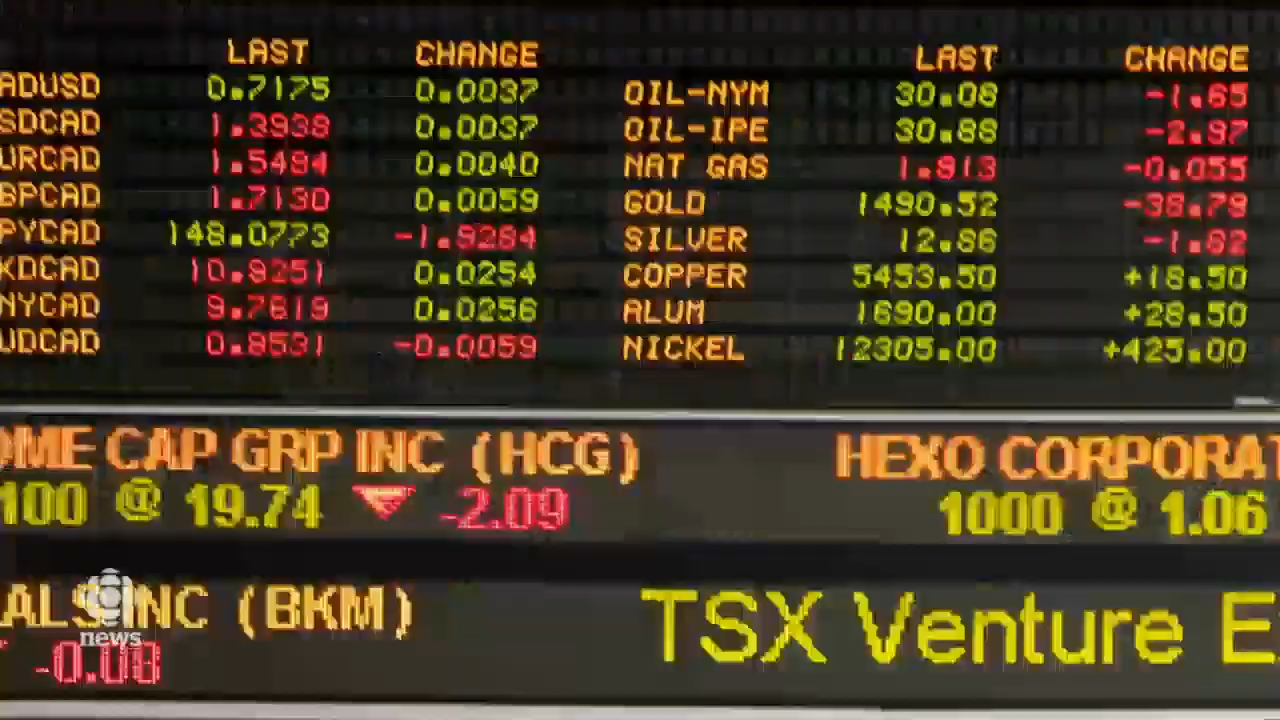 LAST CHANGE LAST CHANGE
ADUSD 0.7175 0.0037 OIL-NYM 30.08 -1.65
SDCAD 1.3938 0.0037 OIL-IPE 30.88 -2.97
URCAD 1.5494 0.0040 NAT GAS 1.813 -0.055
BPCAD 1.7130 0.0059 GOLD 1490.52 -38.79
PYCAD 148.0773 -1.9284 SILVER 12.86 -1.82
KDCAD 10.8251 0.0254 COPPER 5453.50 +18.50
NYCAD 9.7619 0.0256 ALUM 1690.00 +28.50
UDCAD 0.8531 -0.0059 NICKEL 12305.00 +425.00
OME CAP GRP INC (HCG) HEXO CORPORAT
100 @ 19.74 ▼ -2.09 1000 @ 1.06
ALS INC (BKM) TSX Venture E
news
-0.08